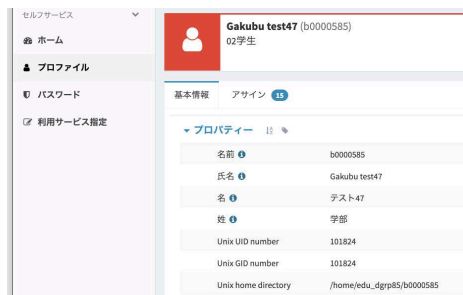 セルフサービス
ホーム
プロファイル
パスワード
利用サービス指定
Gakubu test47 (b0000585)
02学生
基本情報 アサイン 15
プロパティー
名前 b0000585
氏名 Gakubu test47
名 テスト47
姓 学部
Unix UID number 101824
Unix GID number 101824
Unix home directory /home/edu_dgrp85/b0000585